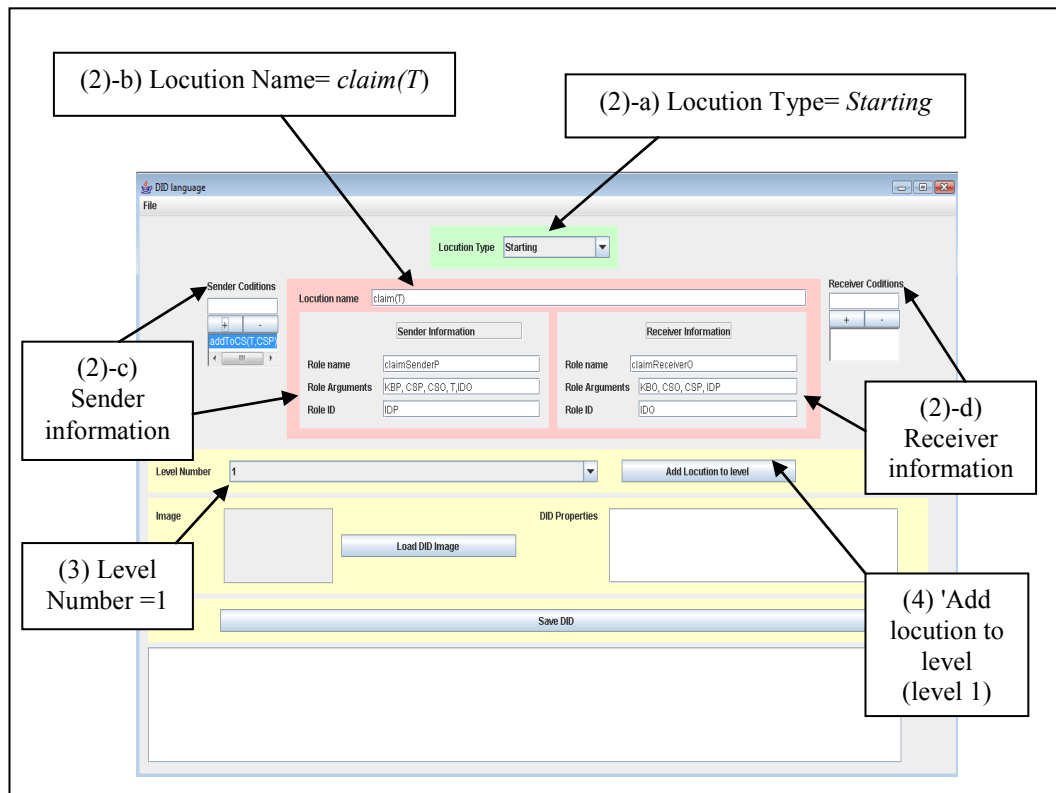 (2)-b) Locution Name= claim(T)
(2)-a) Locution Type= Starting
DID language
File
Locution Type Starting
Sender Coditions
Receiver Coditions
Locution name claim(T)
+ -
+ -
addToCS(T,CSP)
Sender Information
Receiver Information
Role name claimSenderP
Role name claimReceiverO
Role Arguments KBP, CSP, CSO, T,IDO
Role Arguments KBO, CSO, CSP, IDP
Role ID IDP
Role ID IDO
(2)-c)
Sender
information
(2)-d)
Receiver
information
Level Number 1
Add Locution to level
Image
Load DID Image
DID Properties
(3) Level
Number =1
(4) 'Add
locution to
level
(level 1)
Save DID